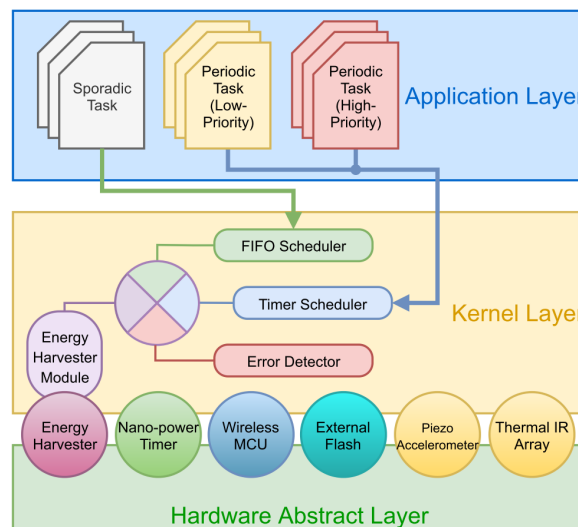 Sporadic
Task
Periodic
Task
(Low-
Priority)
Periodic
Task
(High-
Priority)
Application Layer
FIFO Scheduler
Timer Scheduler
Kernel Layer
Energy
Harvester
Module
Error Detector
Energy
Harvester
Nano-power
Timer
Wireless
MCU
External
Flash
Piezo
Accelerometer
Thermal IR
Array
Hardware Abstract Layer